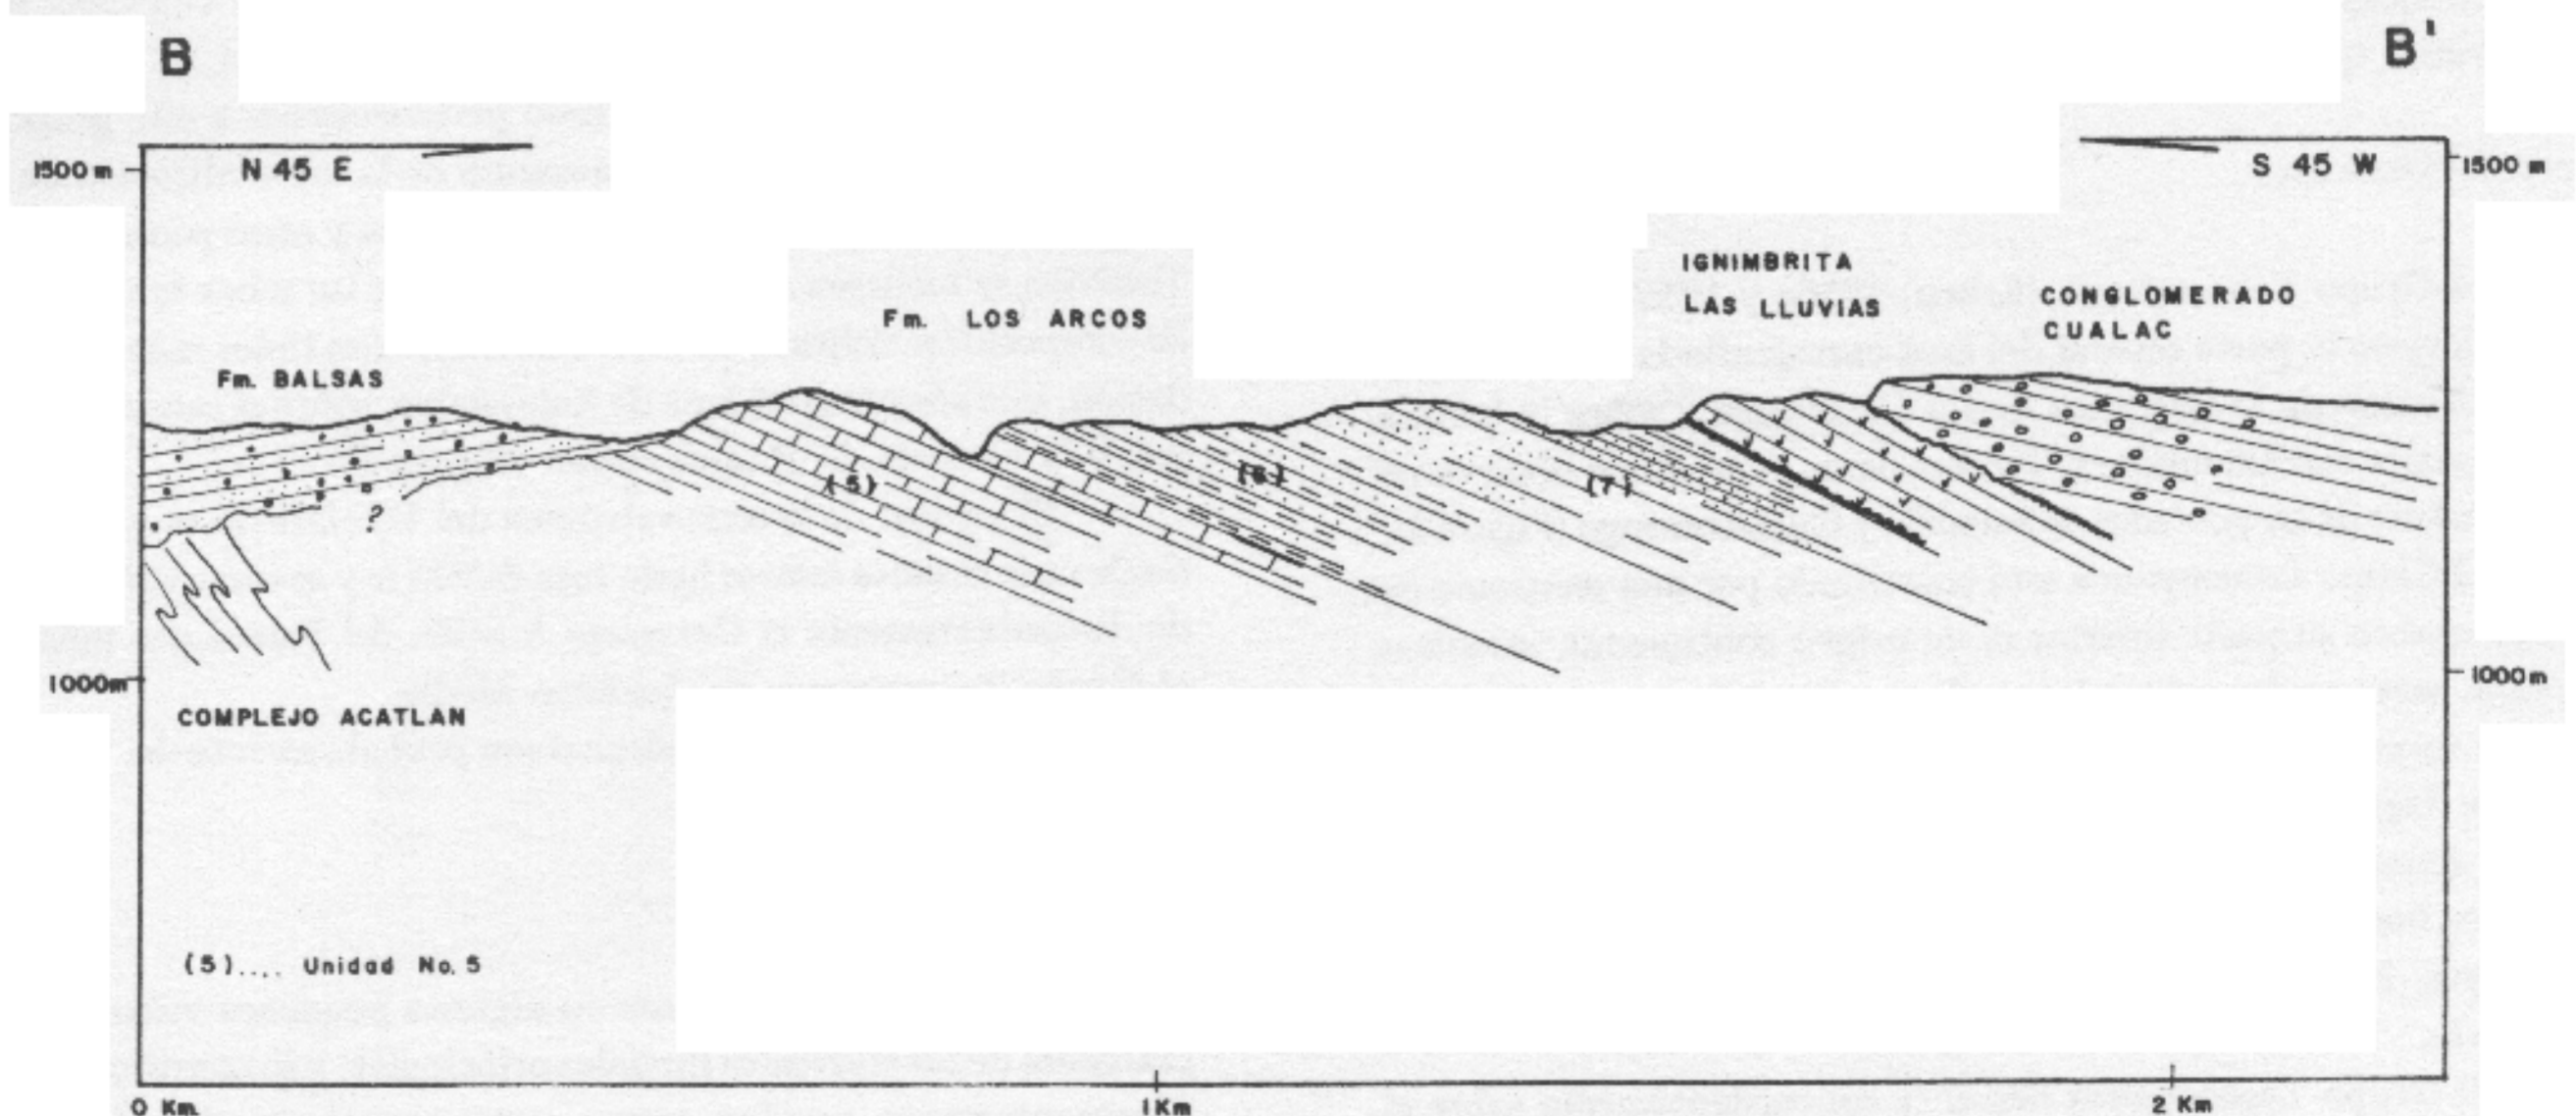 B
B'
N 45 E
S 45 W
1500 m
1500 m
IGNIMBRITA
LAS LLUVIAS
CONGLOMERADO
CUALAC
Fm. LOS ARCOS
Fm. BALSAS
(5)
(6)
(7)
?
1000m
1000m
COMPLEJO ACATLAN
(5).... Unidad No. 5
0 Km.
1Km
2 Km